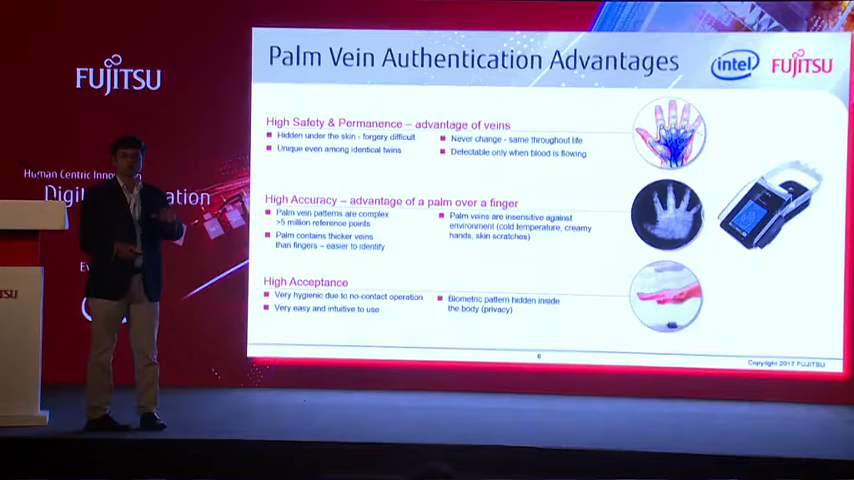 FUJITSU
Human Centric Inno
Digi ation
Palm Vein Authentication Advantages
intel
FUJITSU
High Safety & Permanence – advantage of veins
Hidden under the skin - forgery difficult
Unique even among identical twins
Never change - same throughout life
Detectable only when blood is flowing
High Accuracy – advantage of a palm over a finger
Palm vein patterns are complex
>5 million reference points
Palm contains thicker veins
than fingers – easier to identify
Palm veins are insensitive against
environment (cold temperature, creamy
hands, skin scratches)
High Acceptance
Very hygienic due to no-contact operation
Very easy and intuitive to use
Biometric pattern hidden inside
the body (privacy)
6
Copyright 2017 FUJITSU